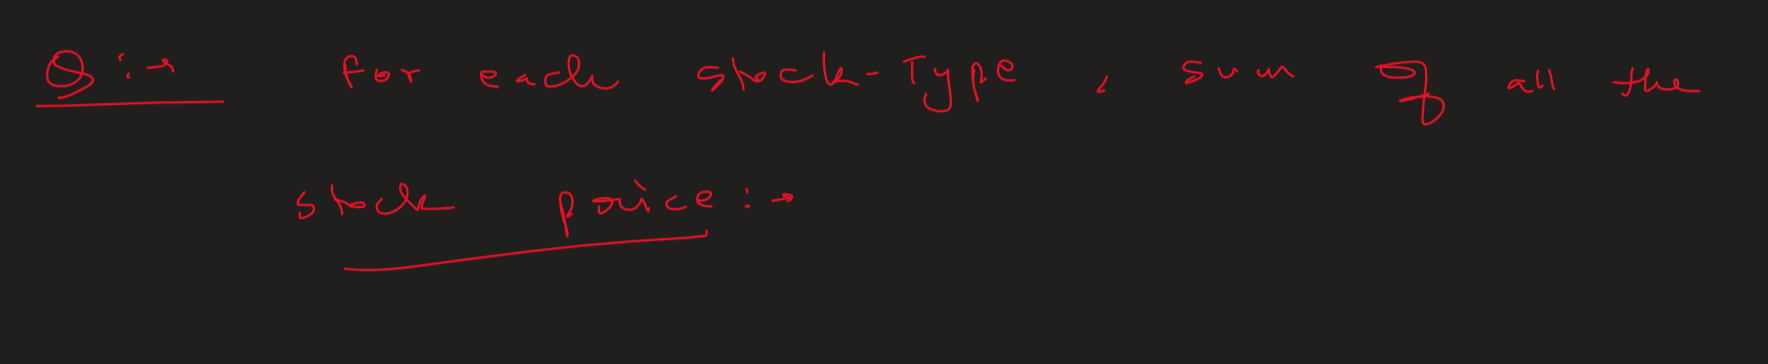 Q :→ for each stock-Type , sum of all the
stock price :→